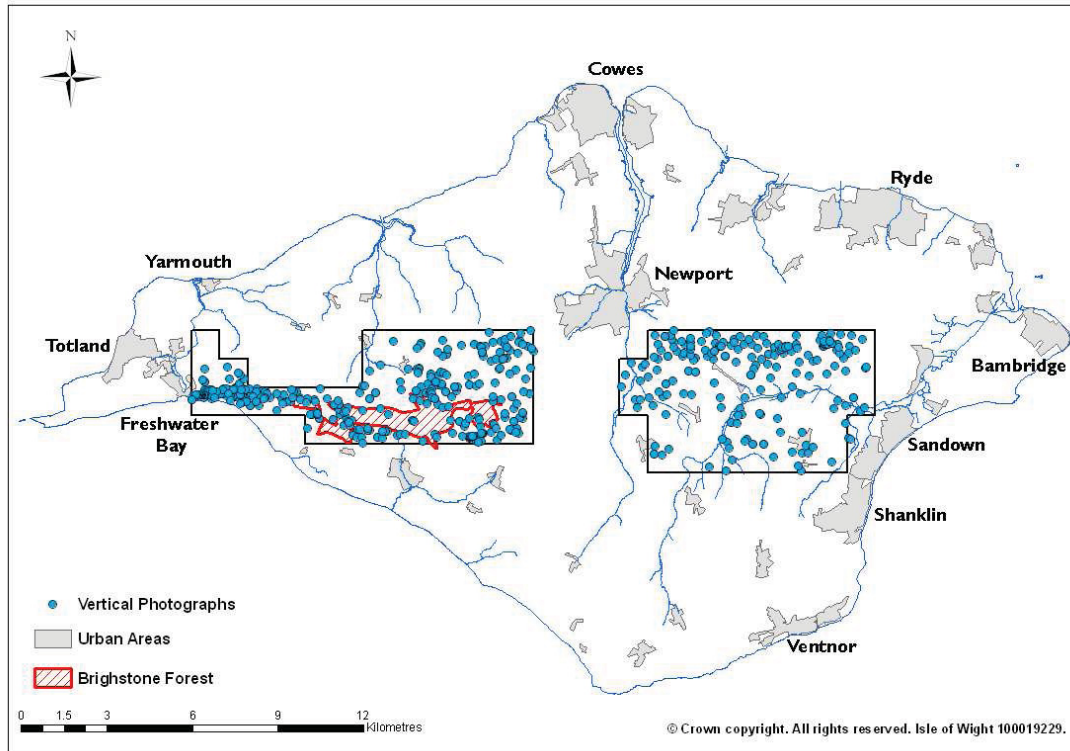 N
Cowes
Ryde
Yarmouth
Newport
Totland
Bambridge
Freshwater
Bay
Sandown
Shanklin
Ventnor
Vertical Photographs
Urban Areas
Brighstone Forest
0 1.5 3 6 9 12
Kilometres
© Crown copyright. All rights reserved. Isle of Wight 100019229.